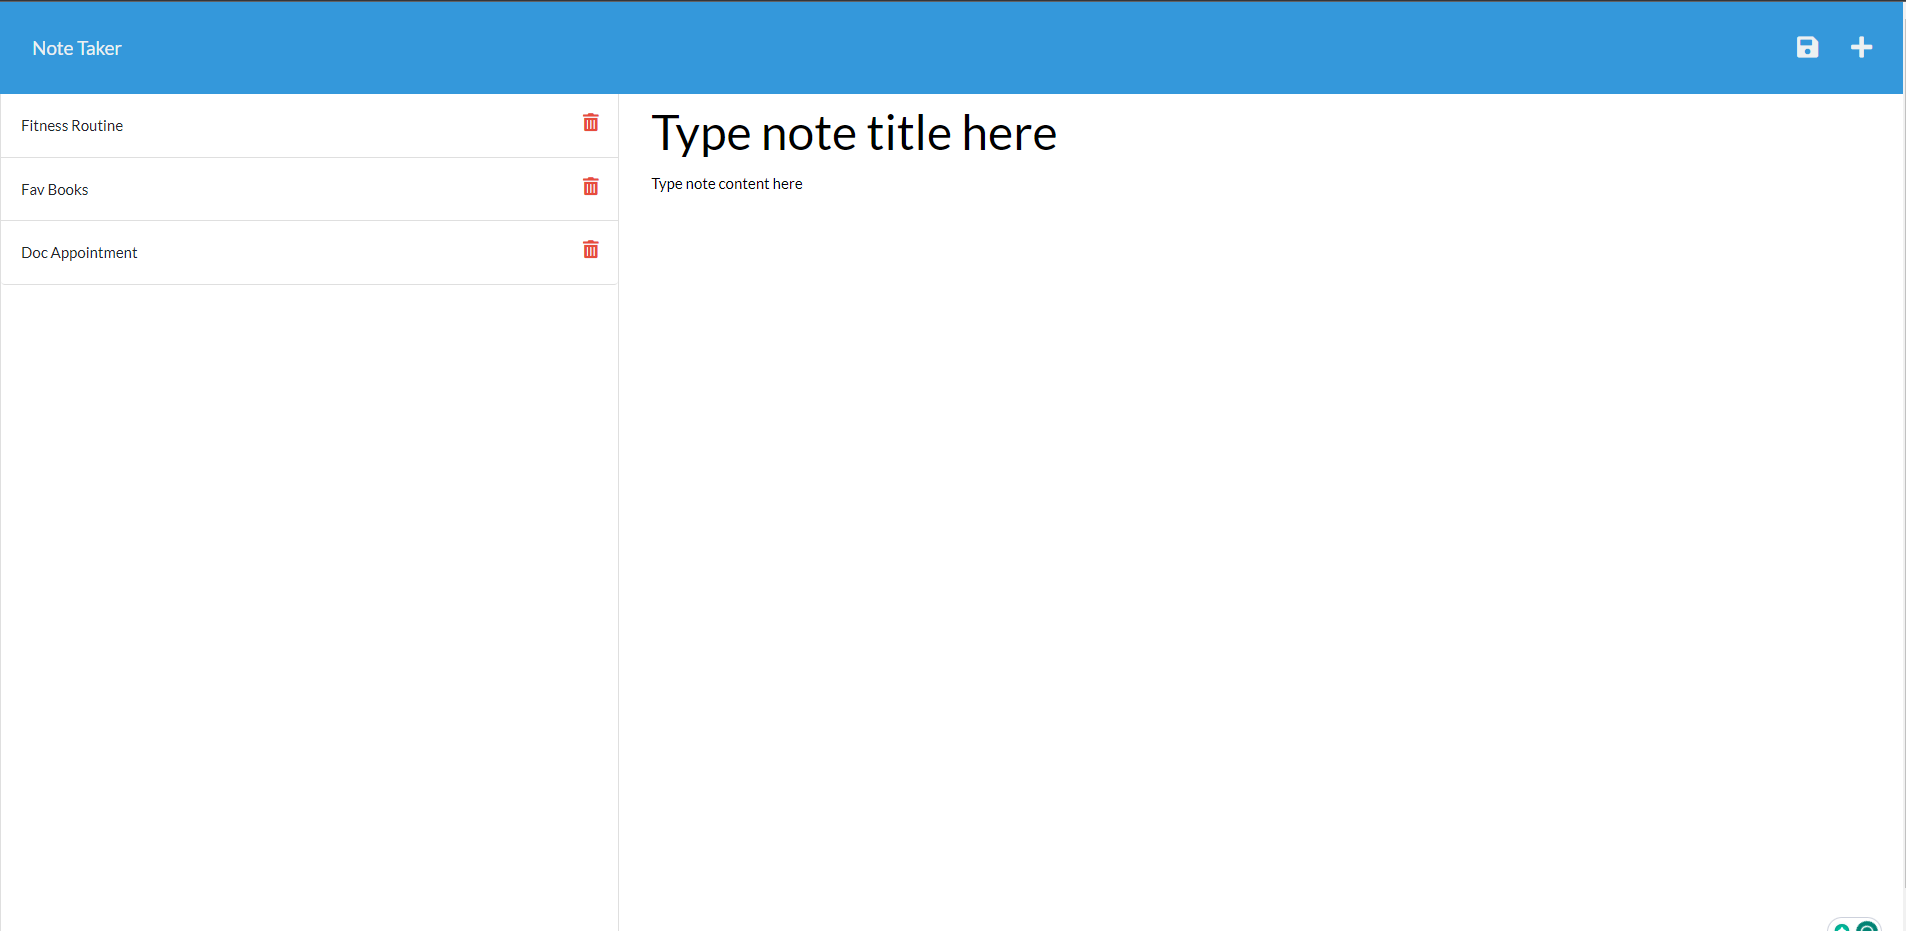 Note Taker
Fitness Routine
Fav Books
Doc Appointment
Type note title here
Type note content here